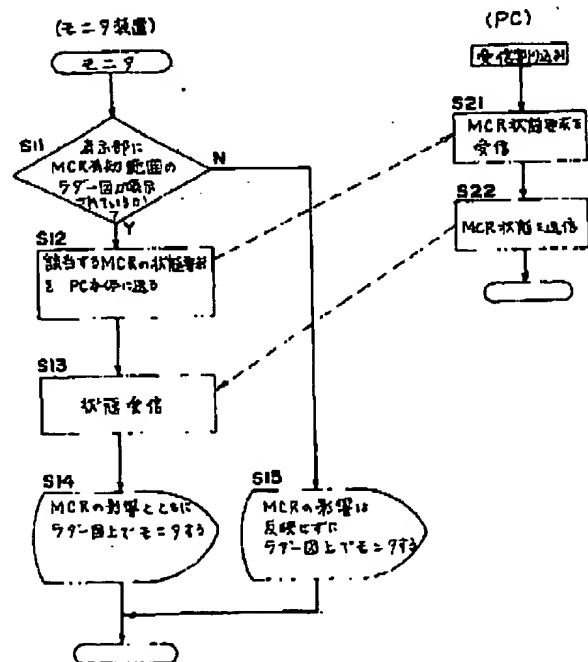 (モニタ装置)
モニタ
S11
表示部に
MCR有効範囲の
ラダー図が表示
されているか?
N
Y
S12
該当するMCRの状態要求
を PC本体に送る
S13
状態受信
S14
MCRの影響とともに
ラダー図上でモニタする
S15
MCRの影響は
反映せずに
ラダー図上でモニタする
(PC)
受信割り込み
S21
MCR状態要求を
受信
S22
MCR状態を送信